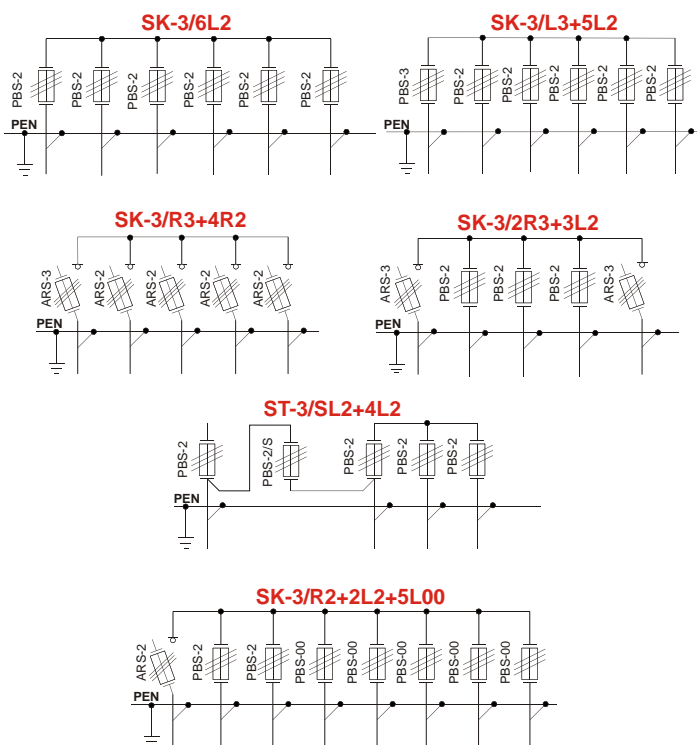 SK-3/6L2
PBS-2
PBS-2
PBS-2
PBS-2
PBS-2
PBS-2
PEN
SK-3/L3+5L2
PBS-3
PBS-2
PBS-2
PBS-2
PBS-2
PBS-2
PEN
SK-3/R3+4R2
ARS-3
ARS-2
ARS-2
ARS-2
ARS-2
PEN
SK-3/2R3+3L2
ARS-3
PBS-2
PBS-2
PBS-2
ARS-3
PEN
ST-3/SL2+4L2
PBS-2
PBS-2/S
PBS-2
PBS-2
PBS-2
PEN
SK-3/R2+2L2+5L00
ARS-2
PBS-2
PBS-2
PBS-00
PBS-00
PBS-00
PBS-00
PBS-00
PEN